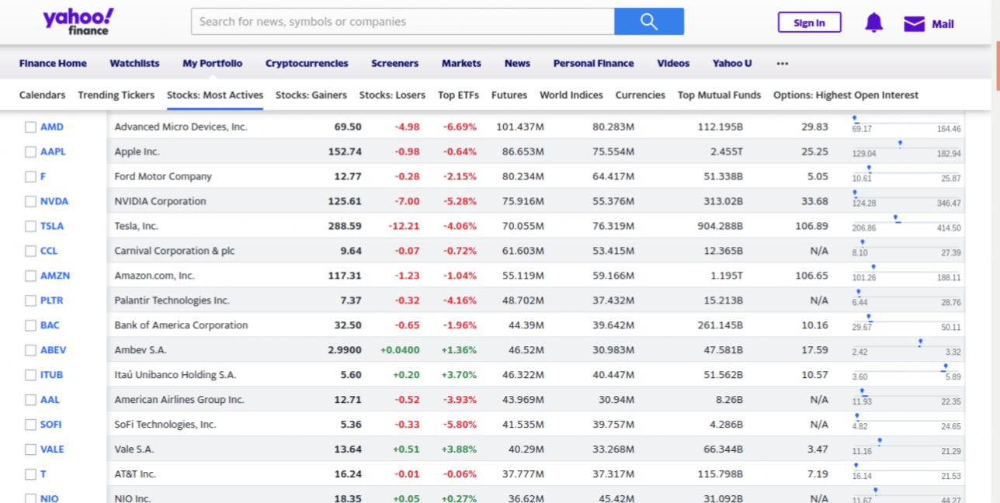 yahoo!
finance
Search for news, symbols or companies
Sign In
Mail
Finance Home Watchlists My Portfolio Cryptocurrencies Screeners Markets News Personal Finance Videos Yahoo U ...
Calendars Trending Tickers Stocks: Most Actives Stocks: Gainers Stocks: Losers Top ETFs Futures World Indices Currencies Top Mutual Funds Options: Highest Open Interest
AMD Advanced Micro Devices, Inc. 69.50 -4.98 -6.69% 101.437M 80.283M 112.195B 29.83 69.17 164.46
AAPL Apple Inc. 152.74 -0.98 -0.64% 86.653M 75.554M 2.455T 25.25 129.04 182.94
F Ford Motor Company 12.77 -0.28 -2.15% 80.234M 64.417M 51.338B 5.05 10.61 25.87
NVDA NVIDIA Corporation 125.61 -7.00 -5.28% 75.916M 55.376M 313.02B 33.68 124.28 346.47
TSLA Tesla, Inc. 288.59 -12.21 -4.06% 70.055M 76.319M 904.288B 106.89 206.86 414.50
CCL Carnival Corporation & plc 9.64 -0.07 -0.72% 61.603M 53.415M 12.365B N/A 8.10 27.39
AMZN Amazon.com, Inc. 117.31 -1.23 -1.04% 55.119M 59.166M 1.195T 106.65 101.26 188.11
PLTR Palantir Technologies Inc. 7.37 -0.32 -4.16% 48.702M 37.432M 15.213B N/A 6.44 28.76
BAC Bank of America Corporation 32.50 -0.65 -1.96% 44.39M 39.642M 261.145B 10.16 29.67 50.11
ABEV Ambev S.A. 2.9900 +0.0400 +1.36% 46.52M 30.983M 47.581B 17.59 2.42 3.32
ITUB Itaú Unibanco Holding S.A. 5.60 +0.20 +3.70% 46.322M 40.447M 51.562B 10.57 3.60 5.89
AAL American Airlines Group Inc. 12.71 -0.52 -3.93% 43.969M 30.94M 8.26B N/A 11.93 22.35
SOFI SoFi Technologies, Inc. 5.36 -0.33 -5.80% 41.535M 39.757M 4.286B N/A 4.82 24.65
VALE Vale S.A. 13.64 +0.51 +3.88% 40.29M 33.268M 66.344B 3.47 11.16 21.29
T AT&T Inc. 16.24 -0.01 -0.06% 37.777M 37.317M 115.798B 7.19 16.14 21.53
NIO NIO Inc. 18.35 +0.05 +0.27% 36.62M 45.42M 31.092B N/A 11.67 44.27